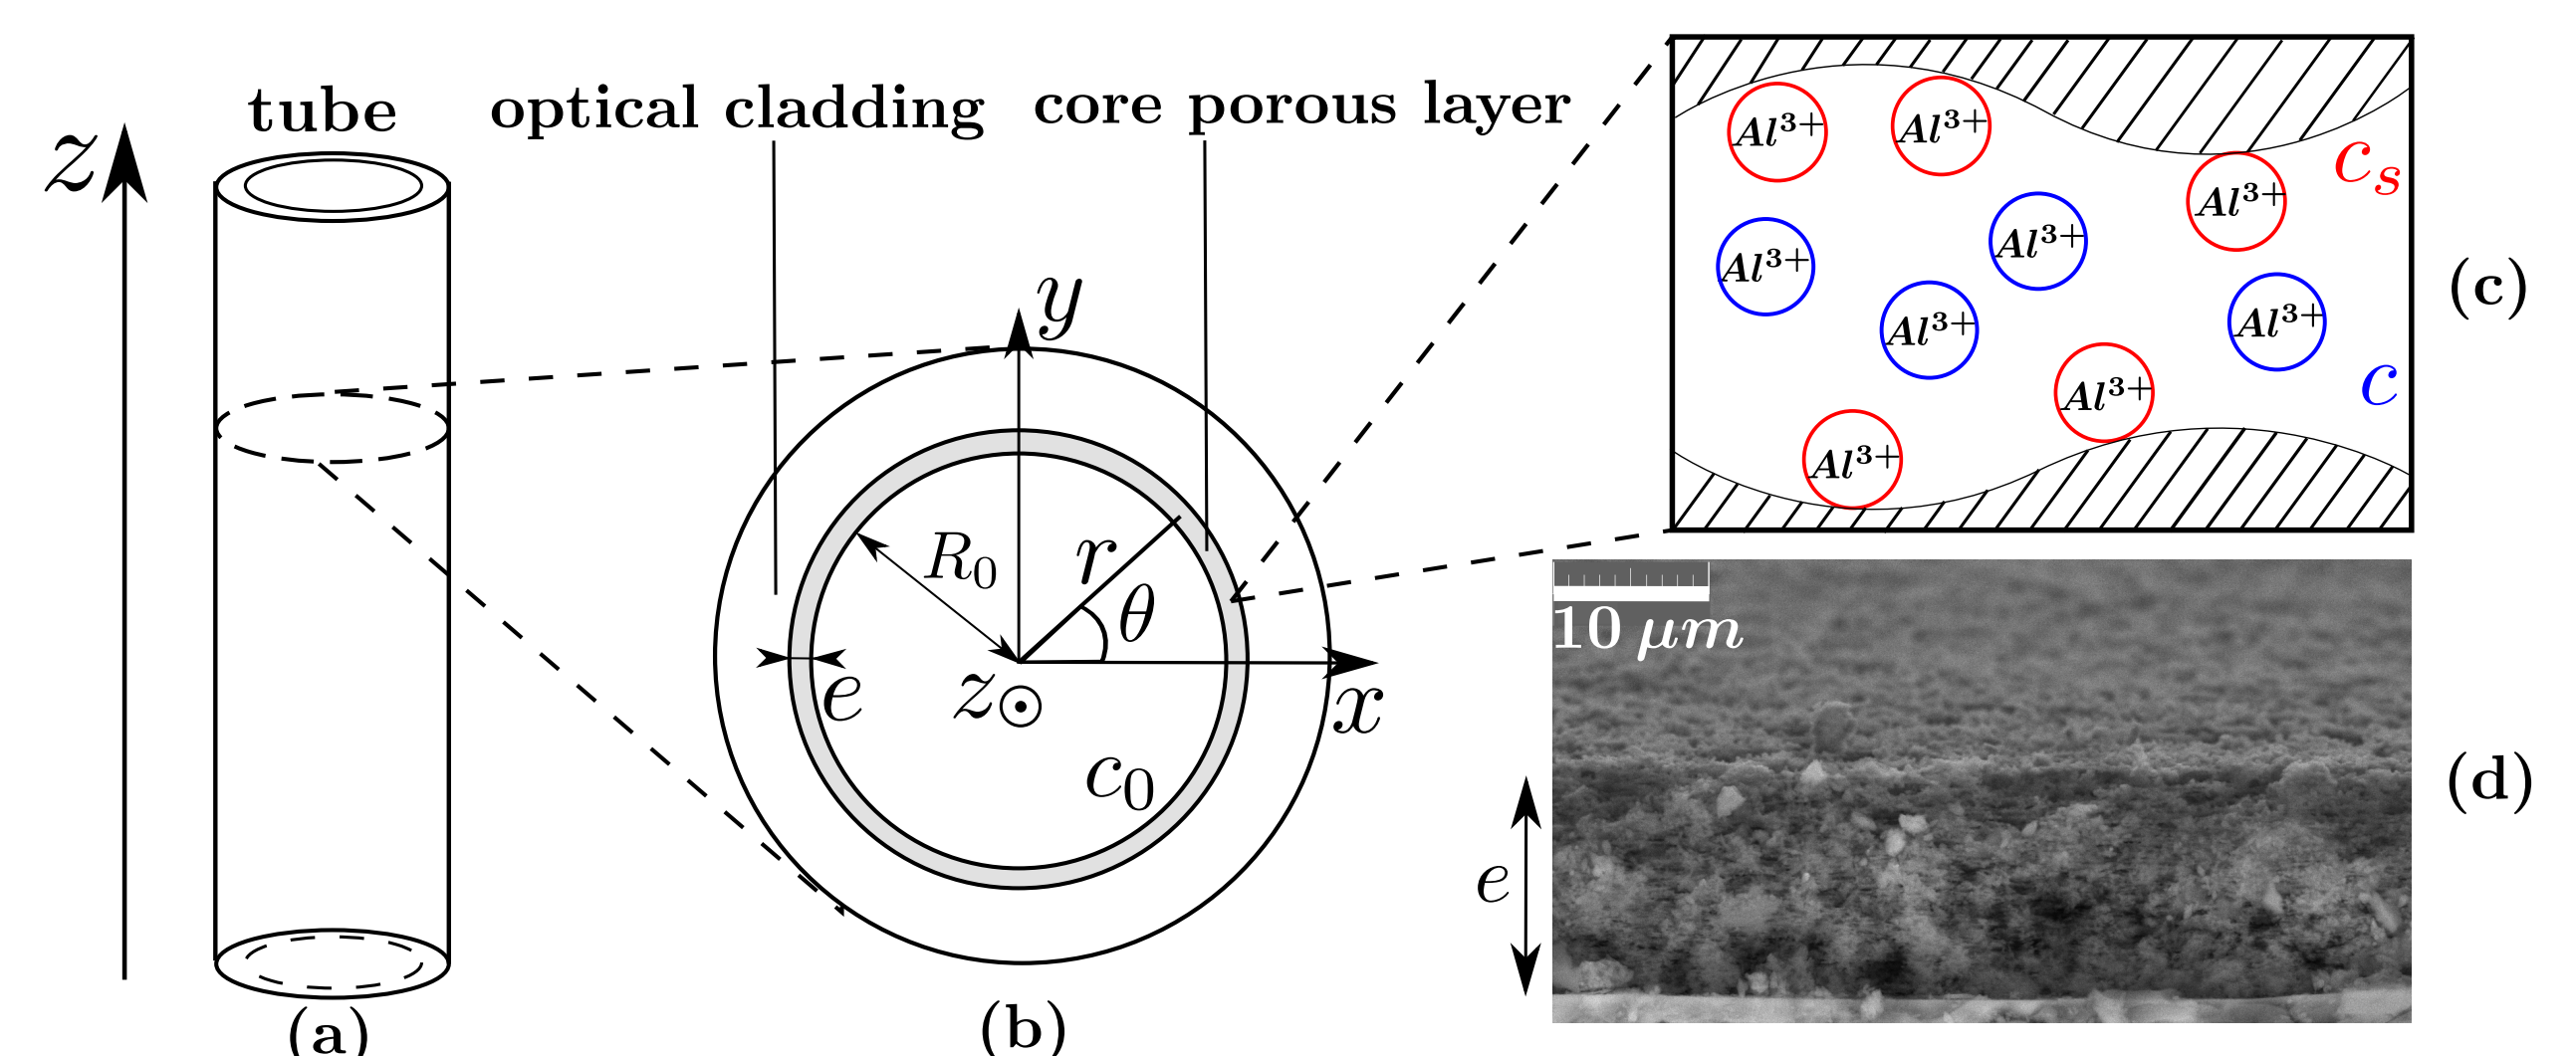 tube
optical cladding
core porous layer
z
y
R₀
r
θ
e
z
x
c₀
(a)
(b)
Al³⁺
Al³⁺
Al³⁺
cₛ
Al³⁺
Al³⁺
Al³⁺
Al³⁺
Al³⁺
c
Al³⁺
(c)
10 μm
e
(d)